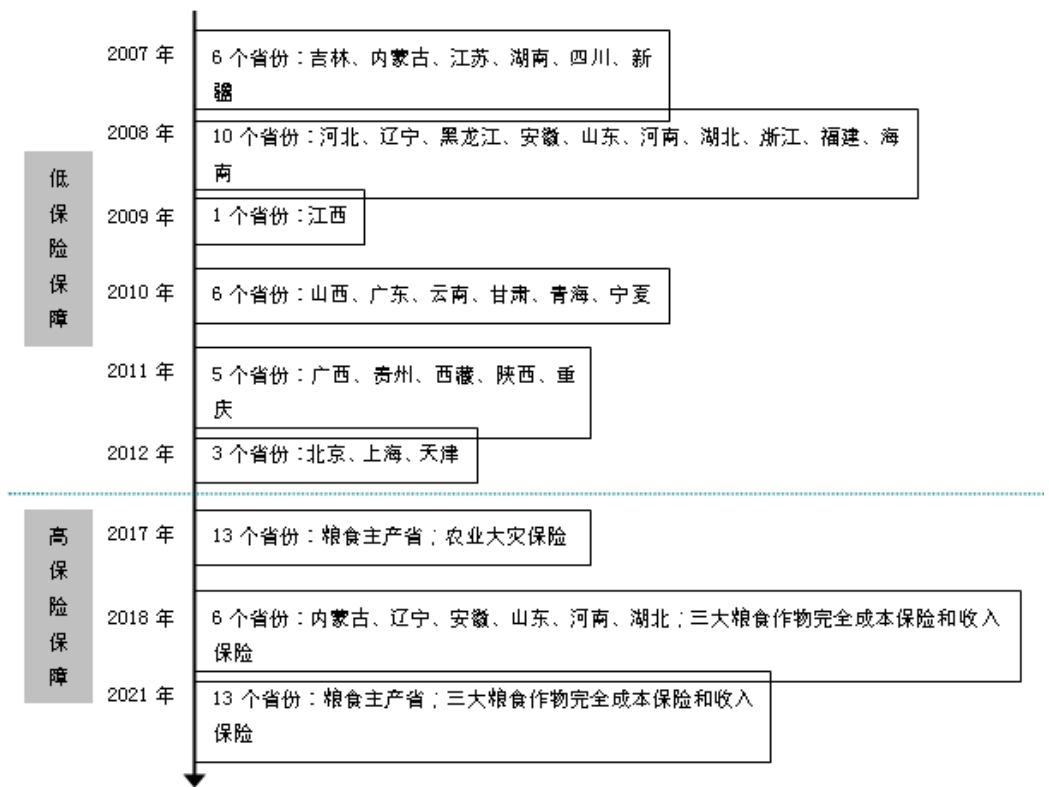 2007 年
6 个省份：吉林、内蒙古、江苏、湖南、四川、新
疆
2008 年
10 个省份：河北、辽宁、黑龙江、安徽、山东、河南、湖北、浙江、福建、海
南
低保险保障
2009 年
1 个省份：江西
2010 年
6 个省份：山西、广东、云南、甘肃、青海、宁夏
2011 年
5 个省份：广西、贵州、西藏、陕西、重
庆
2012 年
3 个省份：北京、上海、天津
高保险保障
2017 年
13 个省份：粮食主产省；农业大灾保险
2018 年
6 个省份：内蒙古、辽宁、安徽、山东、河南、湖北；三大粮食作物完全成本保险和收入
保险
2021 年
13 个省份：粮食主产省；三大粮食作物完全成本保险和收入
保险